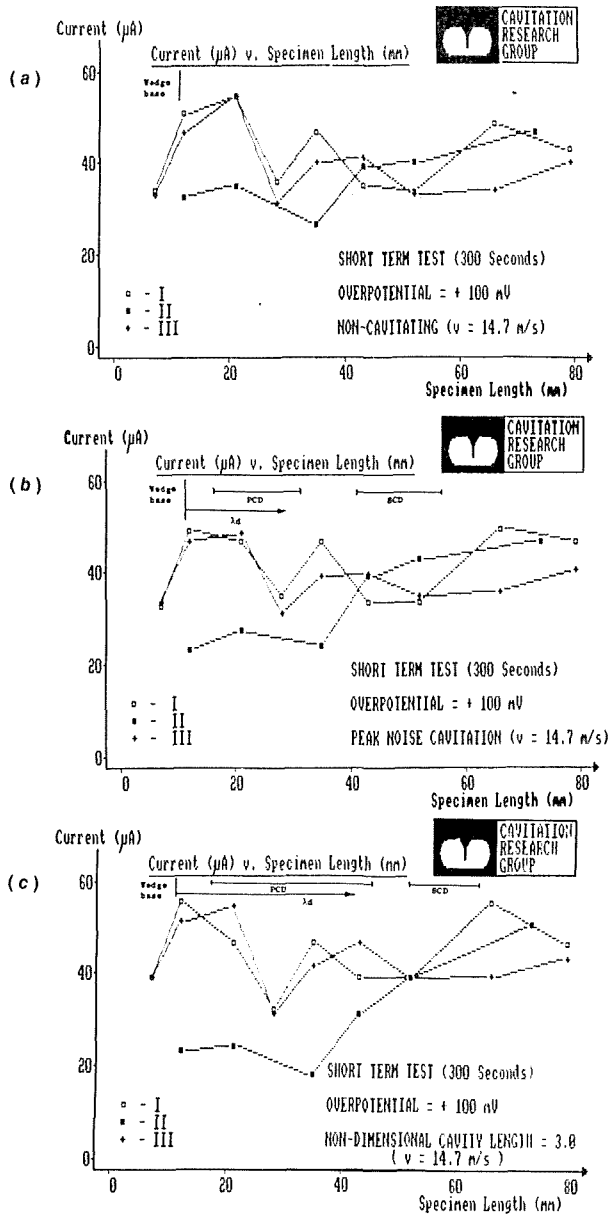 (a)
Current (µA)
CAVITATION
RESEARCH
GROUP
Current (µA) v. Specimen Length (mm)
Wedge
base
60
40
20
0
SHORT TERM TEST (300 Seconds)
OVERPOTENTIAL = + 100 mV
NON-CAVITATING (v = 14.7 m/s)
□ - I
■ - II
+ - III
0 20 40 60 80
Specimen Length (mm)
(b)
Current (µA)
CAVITATION
RESEARCH
GROUP
Current (µA) v. Specimen Length (mm)
Wedge
base
PCD
SCD
λd
60
40
20
0
SHORT TERM TEST (300 Seconds)
OVERPOTENTIAL = + 100 mV
PEAK NOISE CAVITATION (v = 14.7 m/s)
□ - I
■ - II
+ - III
0 20 40 60 80
Specimen Length (mm)
(c)
Current (µA)
CAVITATION
RESEARCH
GROUP
Current (µA) v. Specimen Length (mm)
Wedge
base
PCD
SCD
λd
60
40
20
0
SHORT TERM TEST (300 Seconds)
OVERPOTENTIAL = + 100 mV
NON-DIMENSIONAL CAVITY LENGTH = 3.0
( v = 14.7 m/s )
□ - I
■ - II
+ - III
0 20 40 60 80
Specimen Length (mm)